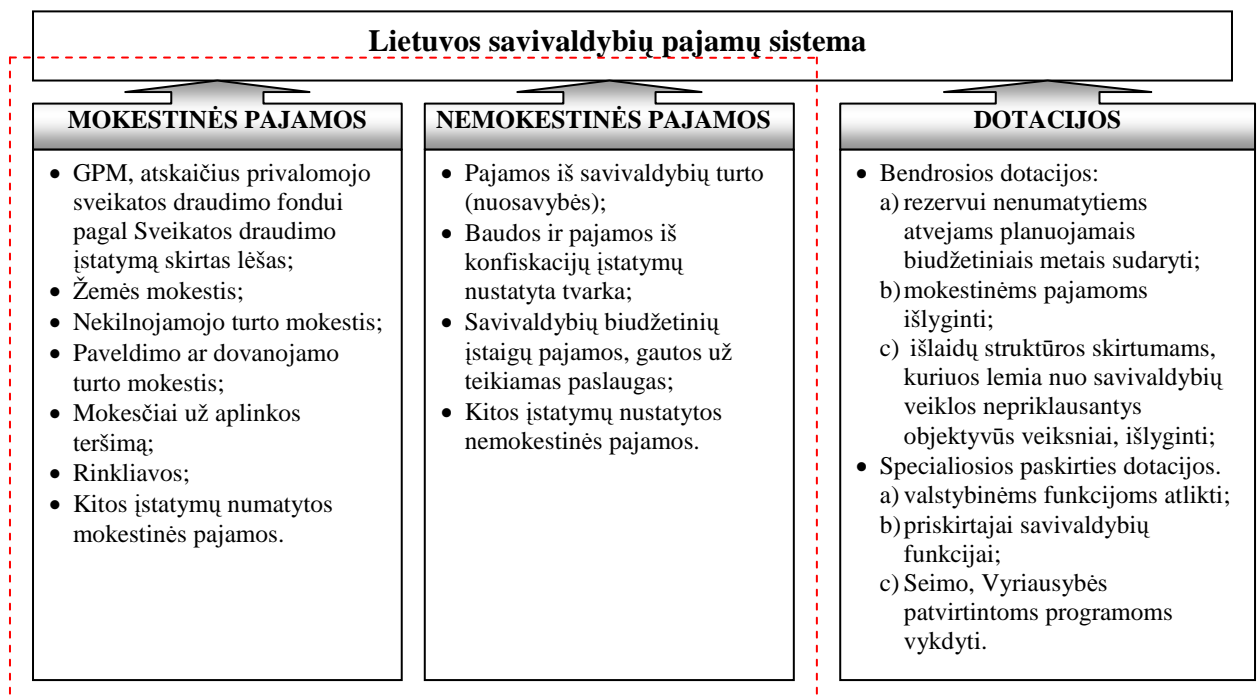 Lietuvos savivaldybių pajamų sistema
MOKESTINĖS PAJAMOS
• GPM, atskaičius privalomojo
sveikatos draudimo fondui
pagal Sveikatos draudimo
įstatymą skirtas lėšas;
• Žemės mokestis;
• Nekilnojamojo turto mokestis;
• Paveldimo ar dovanojamo
turto mokestis;
• Mokesčiai už aplinkos
teršimą;
• Rinkliavos;
• Kitos įstatymų numatytos
mokestinės pajamos.
NEMOKESTINĖS PAJAMOS
• Pajamos iš savivaldybių turto
(nuosavybės);
• Baudos ir pajamos iš
konfiskacijų įstatymų
nustatyta tvarka;
• Savivaldybių biudžetinių
įstaigų pajamos, gautos už
teikiamas paslaugas;
• Kitos įstatymų nustatytos
nemokestinės pajamos.
DOTACIJOS
• Bendrosios dotacijos:
a) rezervui nenumatytiems
atvejams planuojamais
biudžetiniais metais sudaryti;
b) mokestinėms pajamoms
išlyginti;
c) išlaidų struktūros skirtumams,
kuriuos lemia nuo savivaldybių
veiklos nepriklausantys
objektyvūs veiksniai, išlyginti;
• Specialiosios paskirties dotacijos.
a) valstybinėms funkcijoms atlikti;
b) priskirtajai savivaldybių
funkcijai;
c) Seimo, Vyriausybės
patvirtintoms programoms
vykdyti.